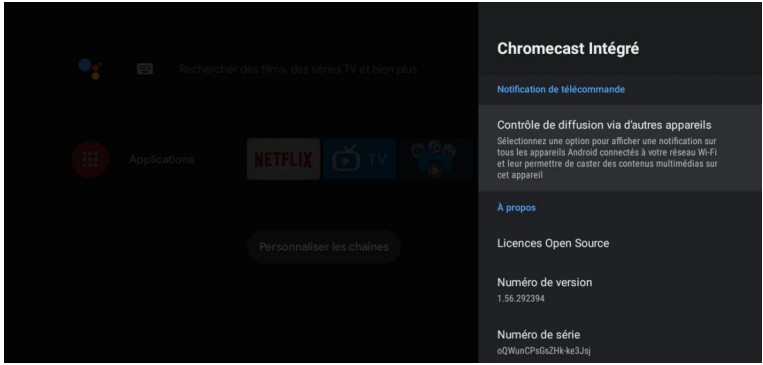 Chromecast Intégré
Notification de télécommande
Contrôle de diffusion via d'autres appareils
Sélectionnez une option pour afficher une notification sur
tous les appareils Android connectés à votre réseau Wi-Fi
et leur permettre de caster des contenus multimédias sur
cet appareil
À propos
Licences Open Source
Numéro de version
1.56.292394
Numéro de série
oQWunCPsGsZHk-ke3Jsj
Rechercher des films, des séries TV et bien plus
Applications
NETFLIX
TV
Personnaliser les chaînes